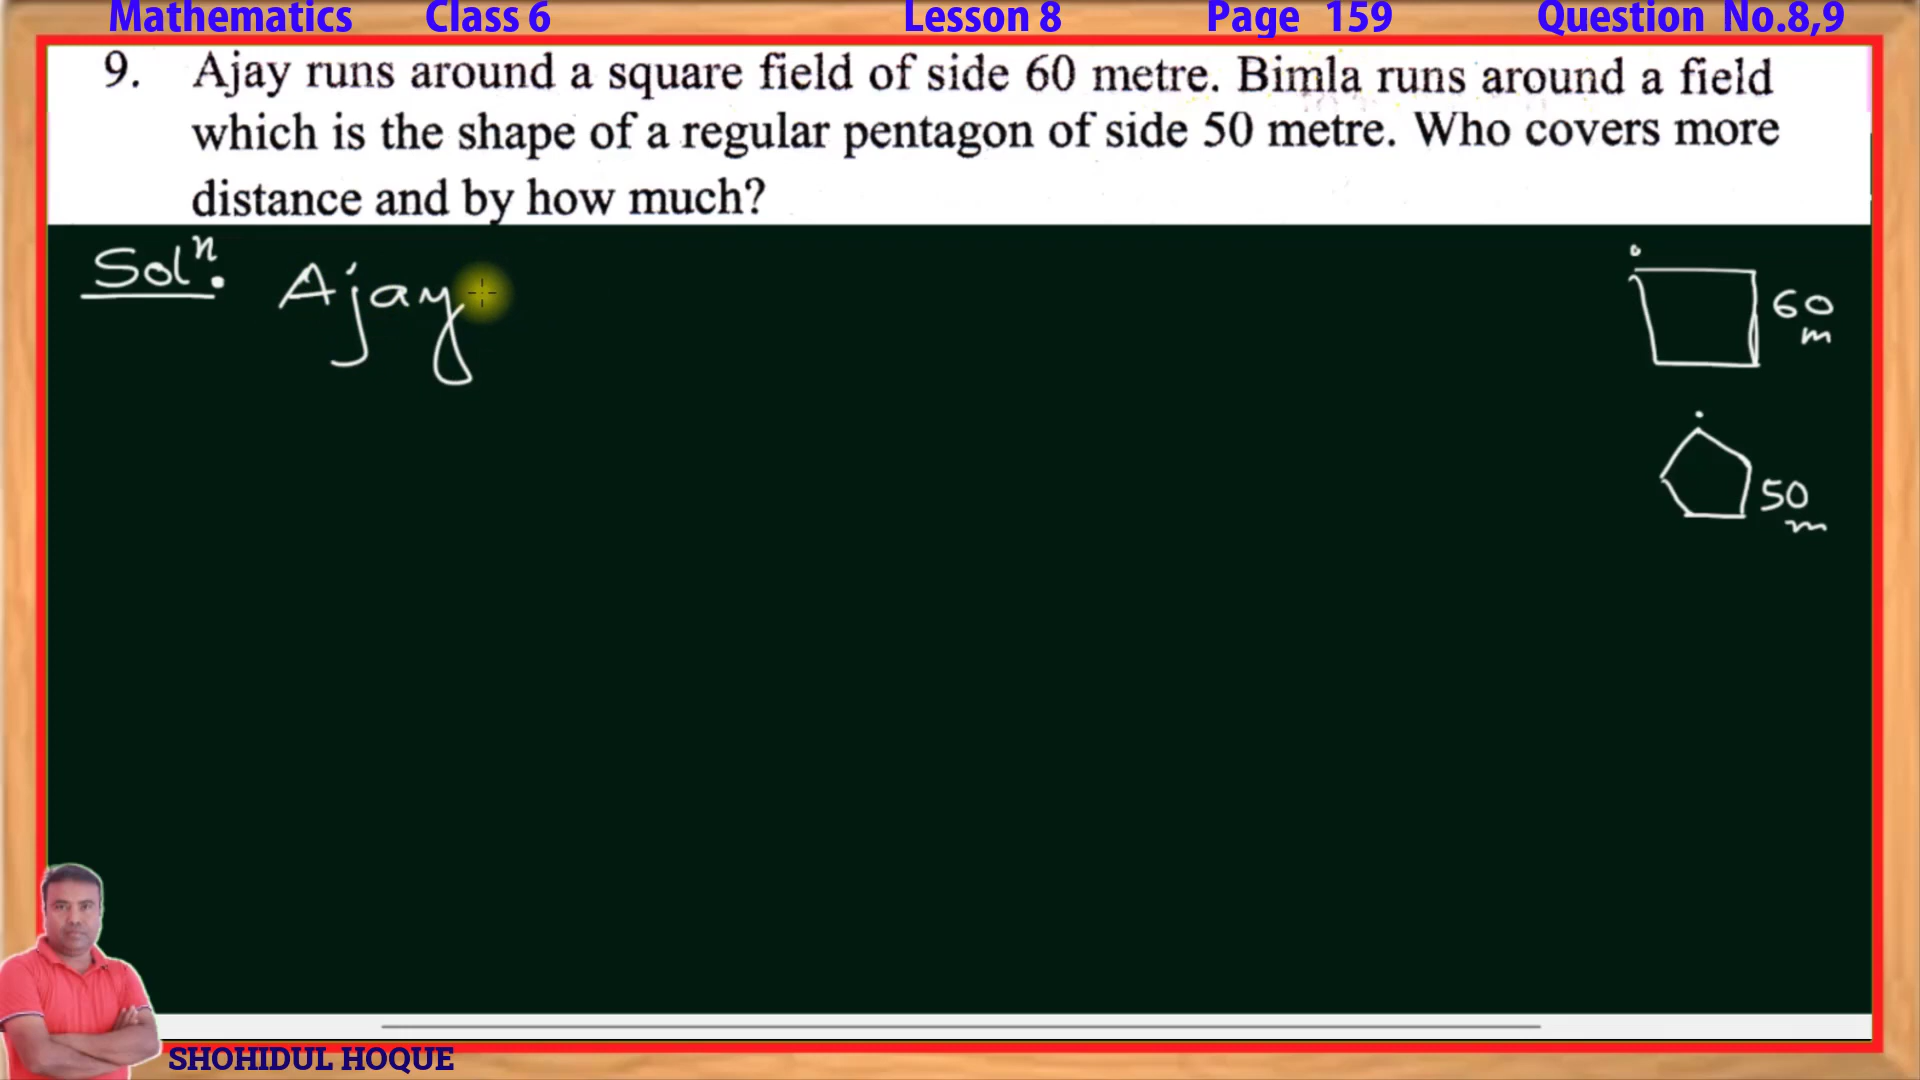 Mathematics Class 6 Lesson 8 Page 159 Question No.8,9
9. Ajay runs around a square field of side 60 metre. Bimla runs around a field
which is the shape of a regular pentagon of side 50 metre. Who covers more
distance and by how much?
Solⁿ. Ajay
60
m
50
m
SHOHIDUL HOQUE